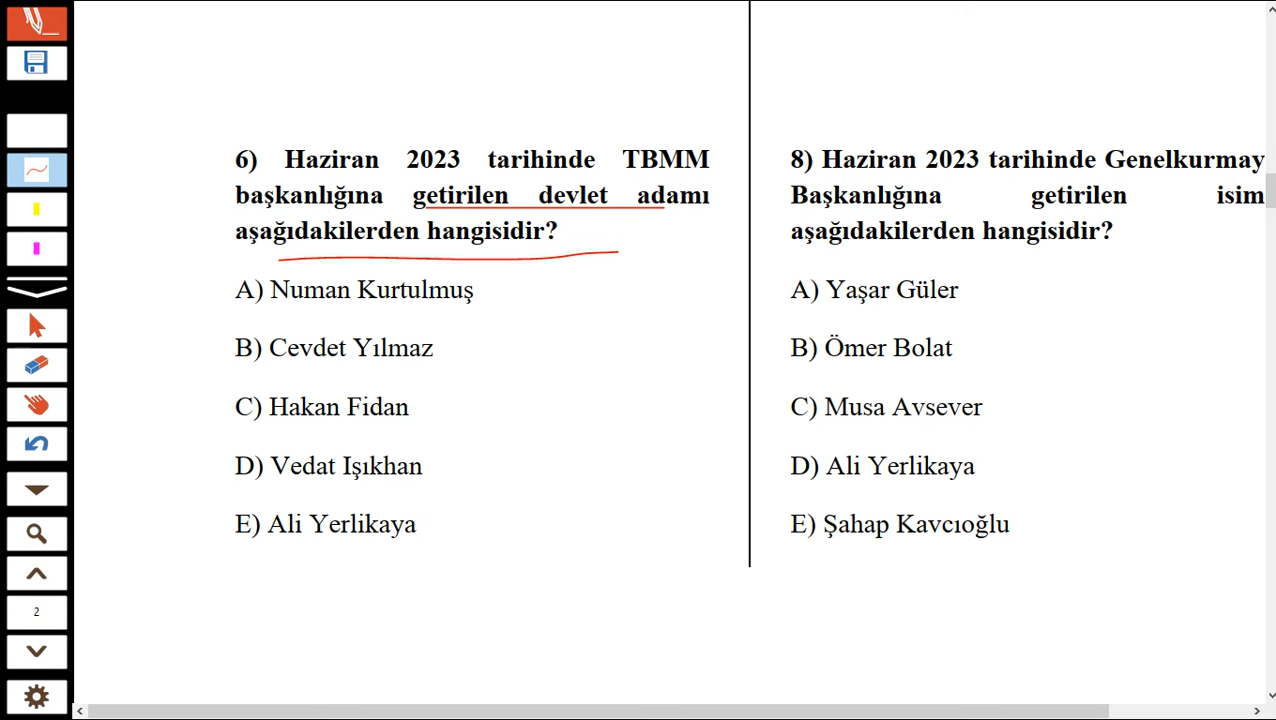 6) Haziran 2023 tarihinde TBMM
başkanlığına getirilen devlet adamı
aşağıdakilerden hangisidir?
A) Numan Kurtulmuş
B) Cevdet Yılmaz
C) Hakan Fidan
D) Vedat Işıkhan
E) Ali Yerlikaya
8) Haziran 2023 tarihinde Genelkurmay
Başkanlığına getirilen isim
aşağıdakilerden hangisidir?
A) Yaşar Güler
B) Ömer Bolat
C) Musa Avsever
D) Ali Yerlikaya
E) Şahap Kavcıoğlu
2